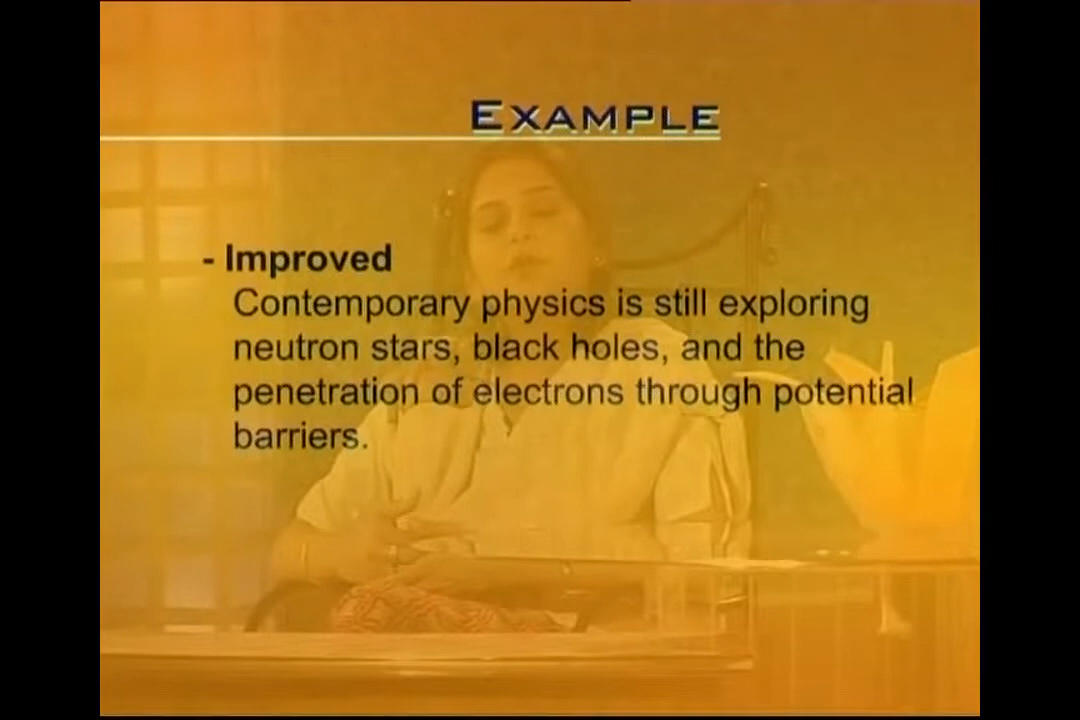 EXAMPLE
- Improved
Contemporary physics is still exploring
neutron stars, black holes, and the
penetration of electrons through potential
barriers.